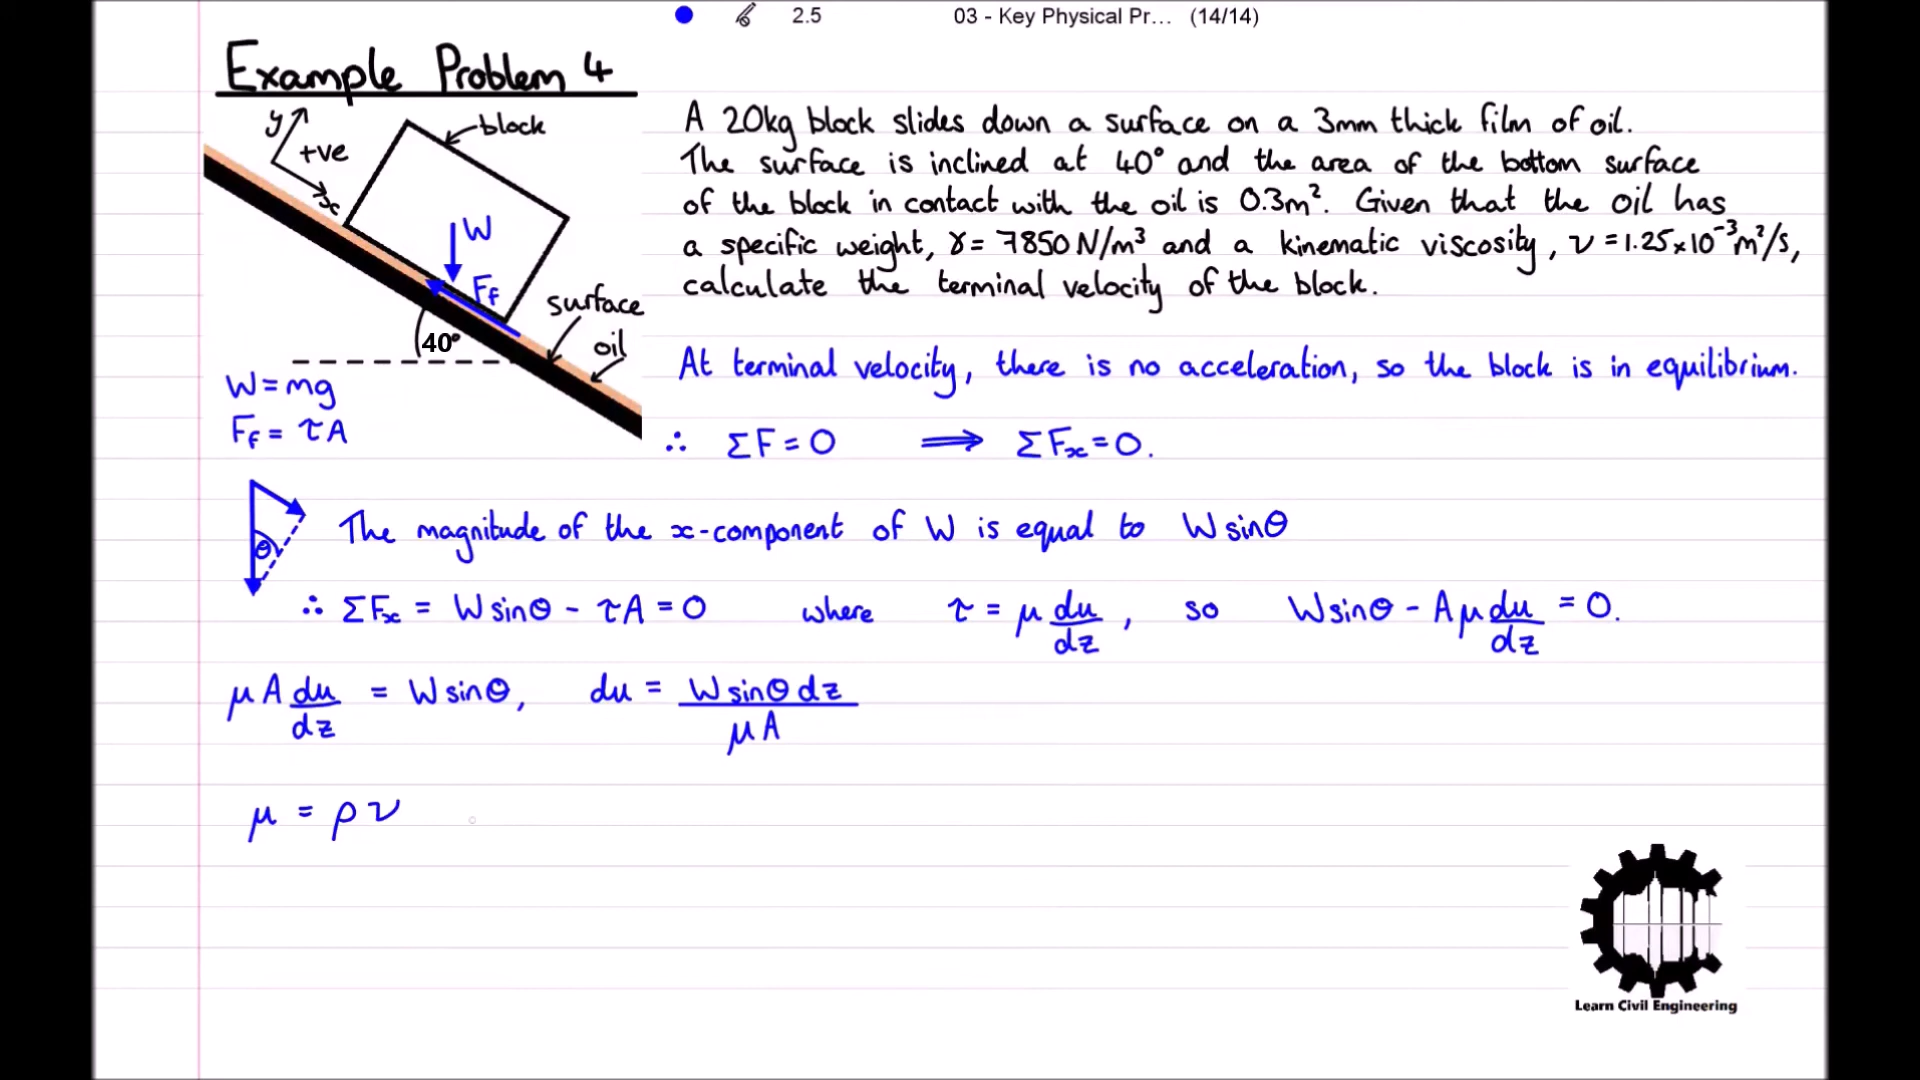 2.5 03 - Key Physical Pr... (14/14)
Example Problem 4
y
+ve
x
block
W
Ff
surface
oil
40°
W = mg
Ff = τA
A 20kg block slides down a surface on a 3mm thick film of oil.
The surface is inclined at 40° and the area of the bottom surface
of the block in contact with the oil is 0.3m². Given that the oil has
a specific weight, γ = 7850 N/m³ and a kinematic viscosity, ν = 1.25×10⁻³m²/s,
calculate the terminal velocity of the block.
At terminal velocity, there is no acceleration, so the block is in equilibrium.
∴ ΣF = 0 ⟹ ΣFx = 0.
θ
The magnitude of the x-component of W is equal to W sinθ
∴ ΣFx = W sinθ - τA = 0 where τ = μ du/dz, so W sinθ - Aμ du/dz = 0.
μA du/dz = W sinθ, du = W sinθ dz / μA
μ = ρν
Learn Civil Engineering